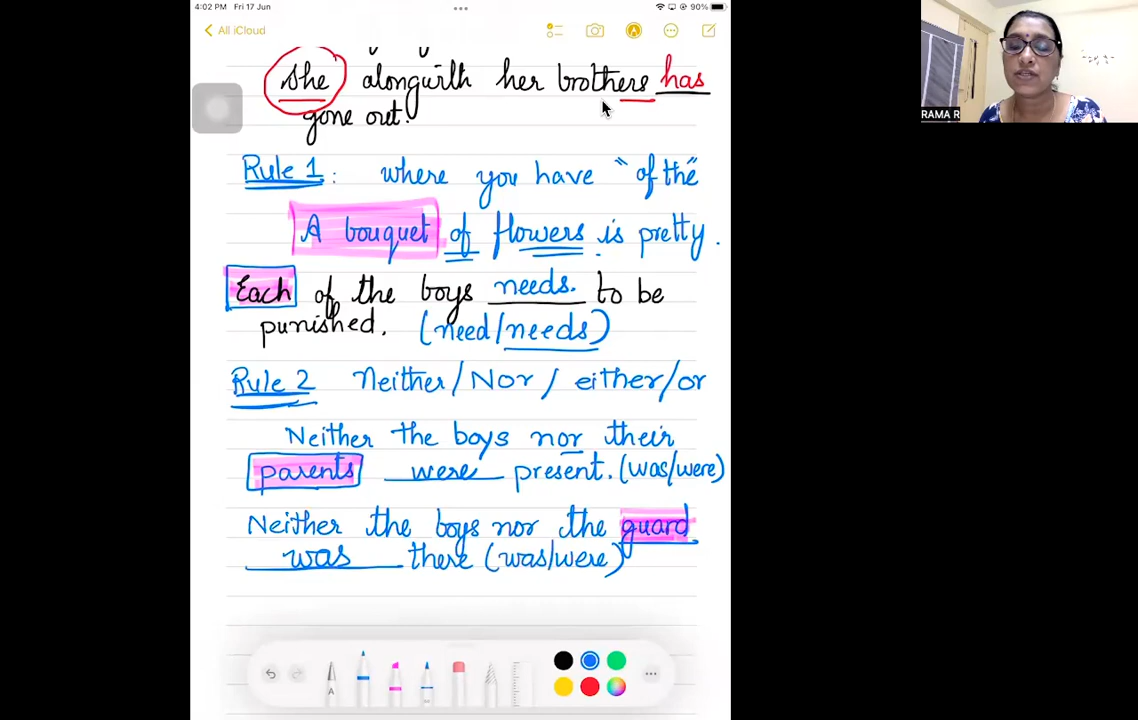 4:02 PM Fri 17 Jun
90%
All iCloud
She alongwith her brothers has
gone out.
Rule 1: where you have "of the"
A bouquet of flowers is pretty.
Each of the boys needs. to be
punished. (need/needs)
Rule 2 Neither/Nor/ either/or
Neither the boys nor their
parents were present. (was/were)
Neither the boys nor the guard
was there (was/were)
A
RAMA R